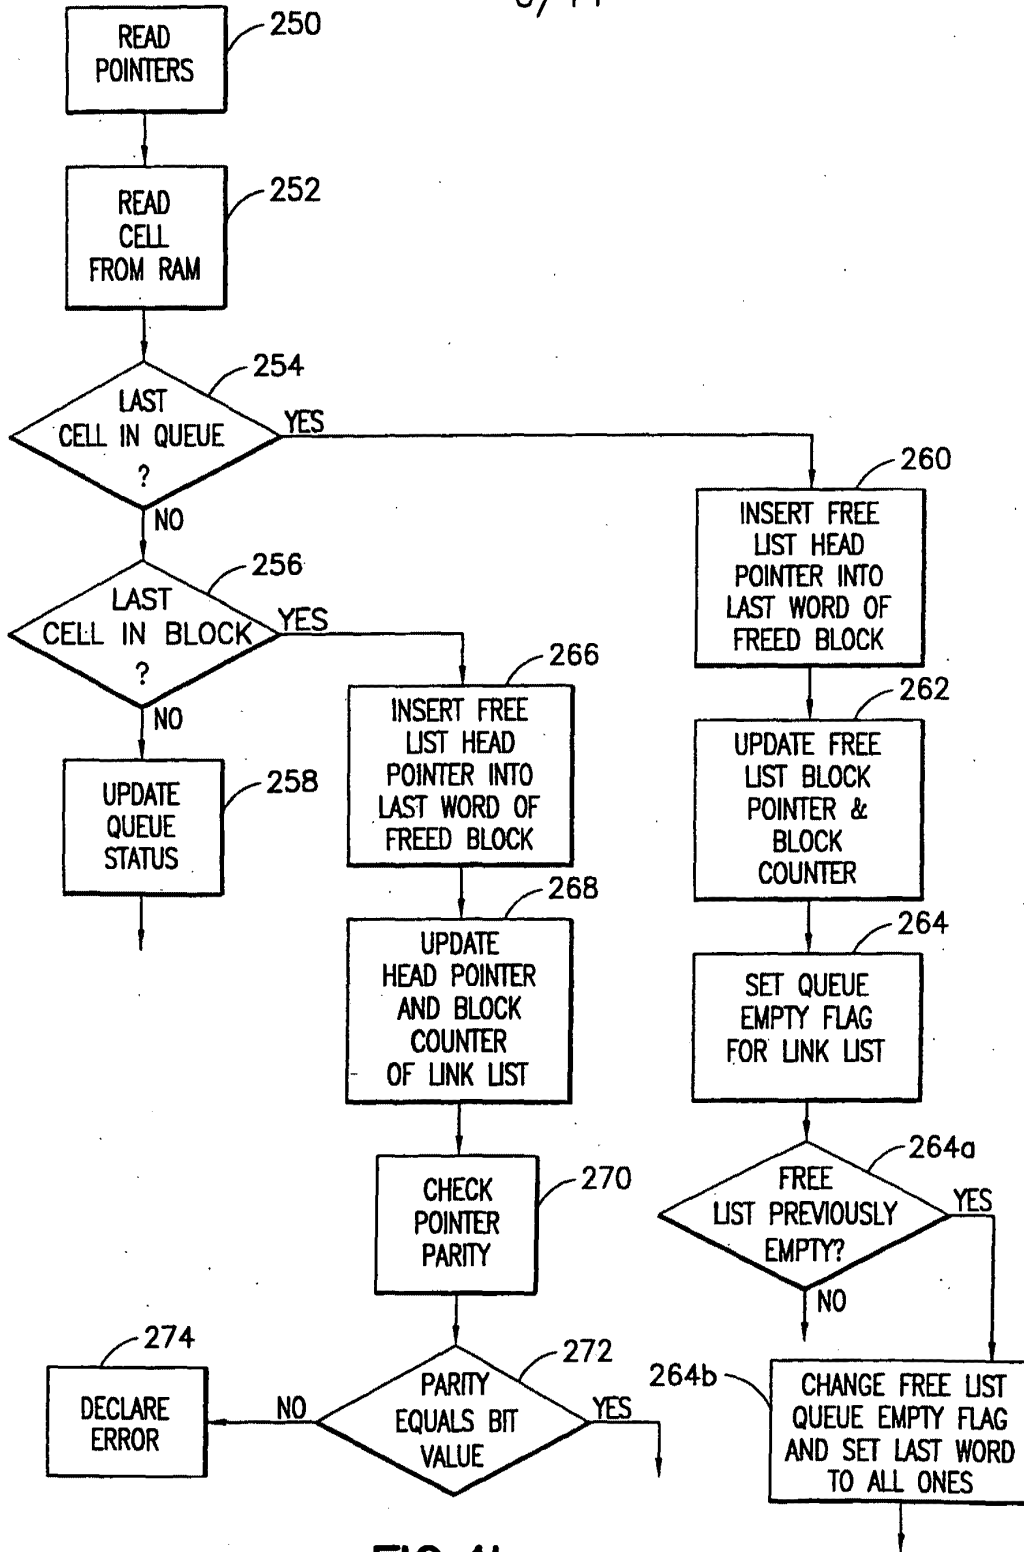 READ
POINTERS
250
READ
CELL
FROM RAM
252
LAST
CELL IN QUEUE
?
254
YES
NO
LAST
CELL IN BLOCK
?
256
YES
NO
UPDATE
QUEUE
STATUS
258
INSERT FREE
LIST HEAD
POINTER INTO
LAST WORD OF
FREED BLOCK
266
UPDATE
HEAD POINTER
AND BLOCK
COUNTER
OF LINK LIST
268
CHECK
POINTER
PARITY
270
PARITY
EQUALS BIT
VALUE
272
NO
YES
DECLARE
ERROR
274
INSERT FREE
LIST HEAD
POINTER INTO
LAST WORD OF
FREED BLOCK
260
UPDATE FREE
LIST BLOCK
POINTER &
BLOCK
COUNTER
262
SET QUEUE
EMPTY FLAG
FOR LINK LIST
264
FREE
LIST PREVIOUSLY
EMPTY?
264a
YES
NO
CHANGE FREE LIST
QUEUE EMPTY FLAG
AND SET LAST WORD
TO ALL ONES
264b